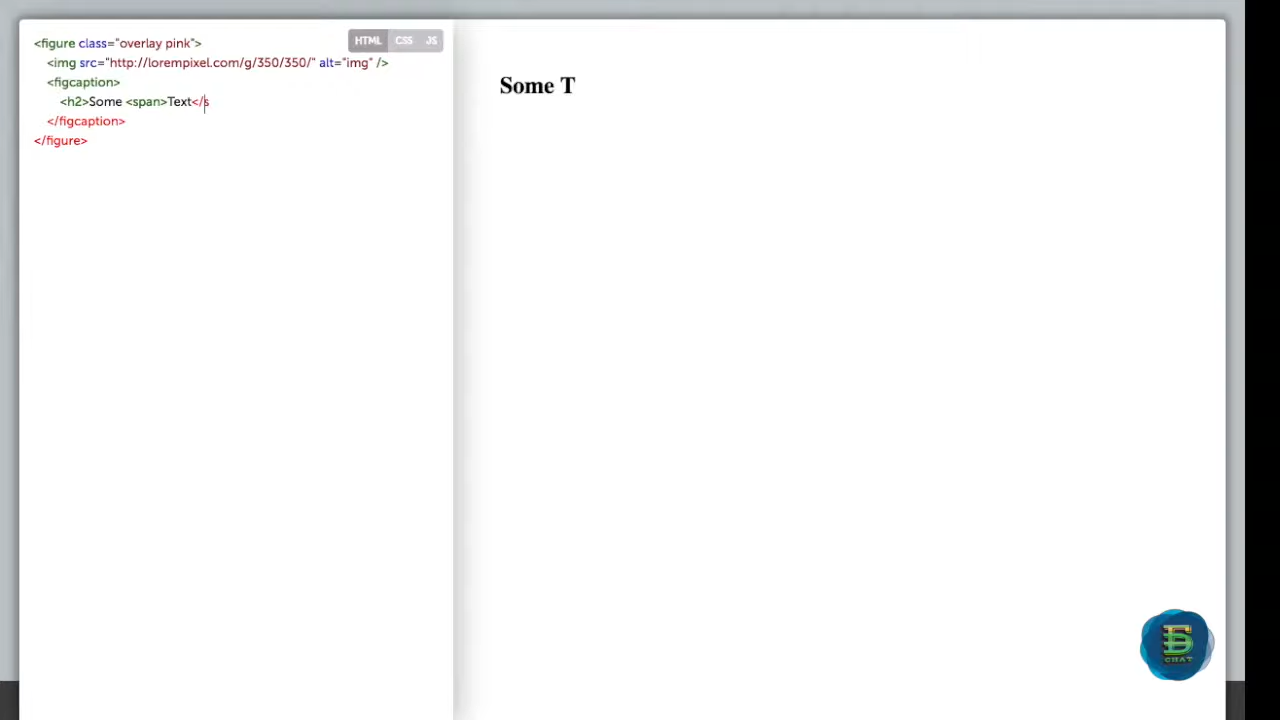 <figure class="overlay pink">
HTML CSS JS
<img src="http://lorempixel.com/g/350/350/" alt="img" />
<figcaption>
<h2>Some <span>Text</s
</figcaption>
</figure>
Some T
CHAT